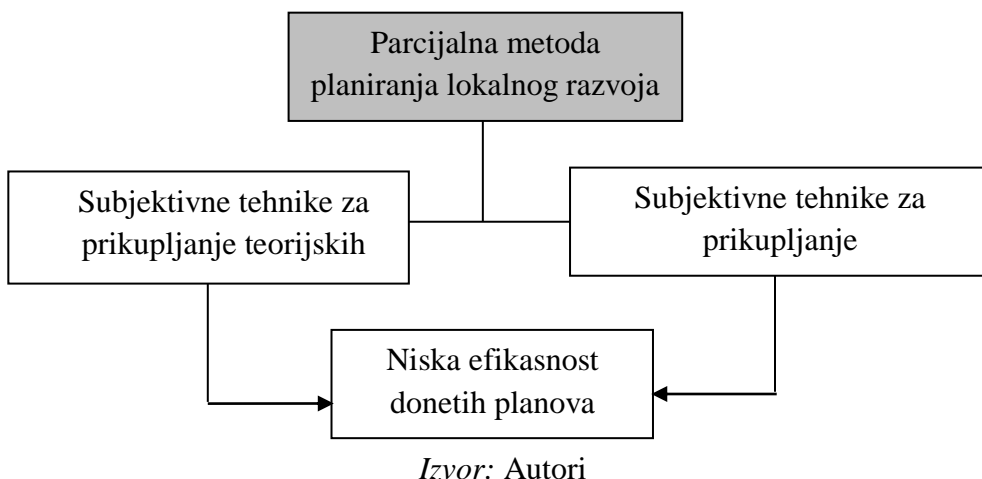 Parcijalna metoda
planiranja lokalnog razvoja
Subjektivne tehnike za
prikupljanje teorijskih
Subjektivne tehnike za
prikupljanje
Niska efikasnost
donetih planova
Izvor: Autori